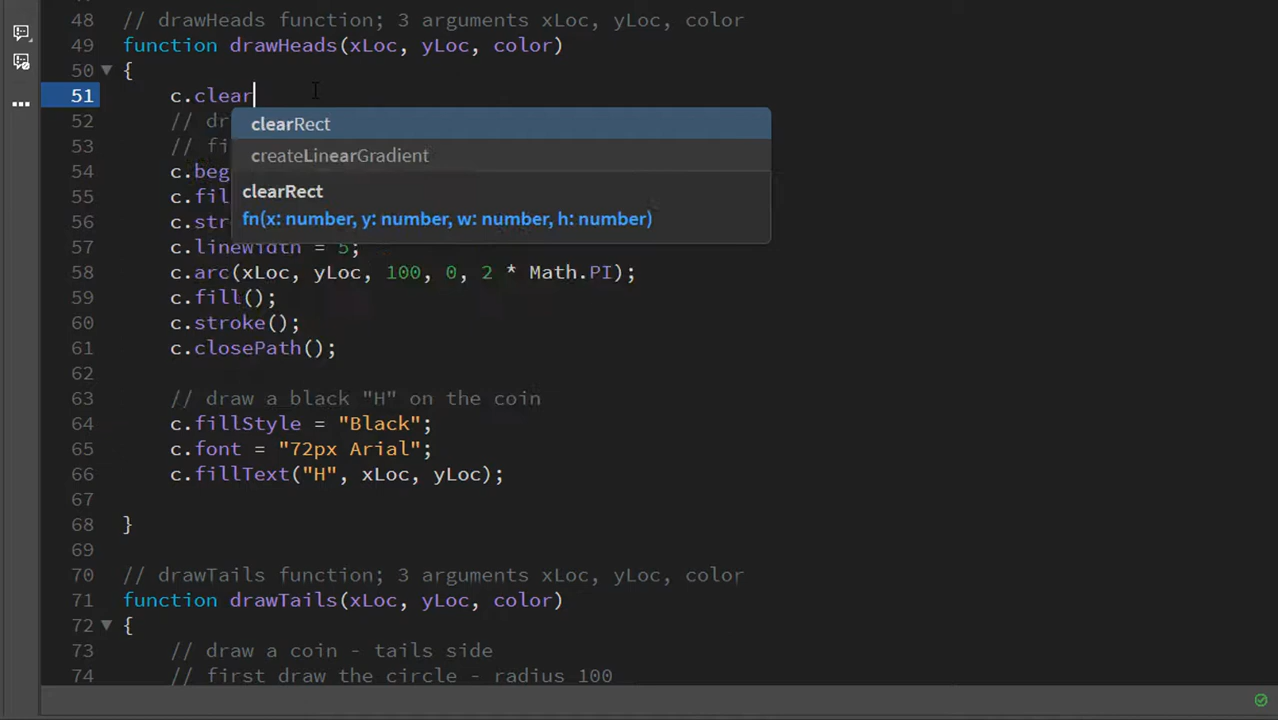 48 // drawHeads function; 3 arguments xLoc, yLoc, color
49 function drawHeads(xLoc, yLoc, color)
50 {
51 c.clear
clearRect
52 // dr
53 // fi
createLinearGradient
54 c.beg
clearRect
55 c.fil
fn(x: number, y: number, w: number, h: number)
56 c.str
57 c.lineWidth = 5;
58 c.arc(xLoc, yLoc, 100, 0, 2 * Math.PI);
59 c.fill();
60 c.stroke();
61 c.closePath();
62
63 // draw a black "H" on the coin
64 c.fillStyle = "Black";
65 c.font = "72px Arial";
66 c.fillText("H", xLoc, yLoc);
67
68 }
69
70 // drawTails function; 3 arguments xLoc, yLoc, color
71 function drawTails(xLoc, yLoc, color)
72 {
73 // draw a coin - tails side
74 // first draw the circle - radius 100